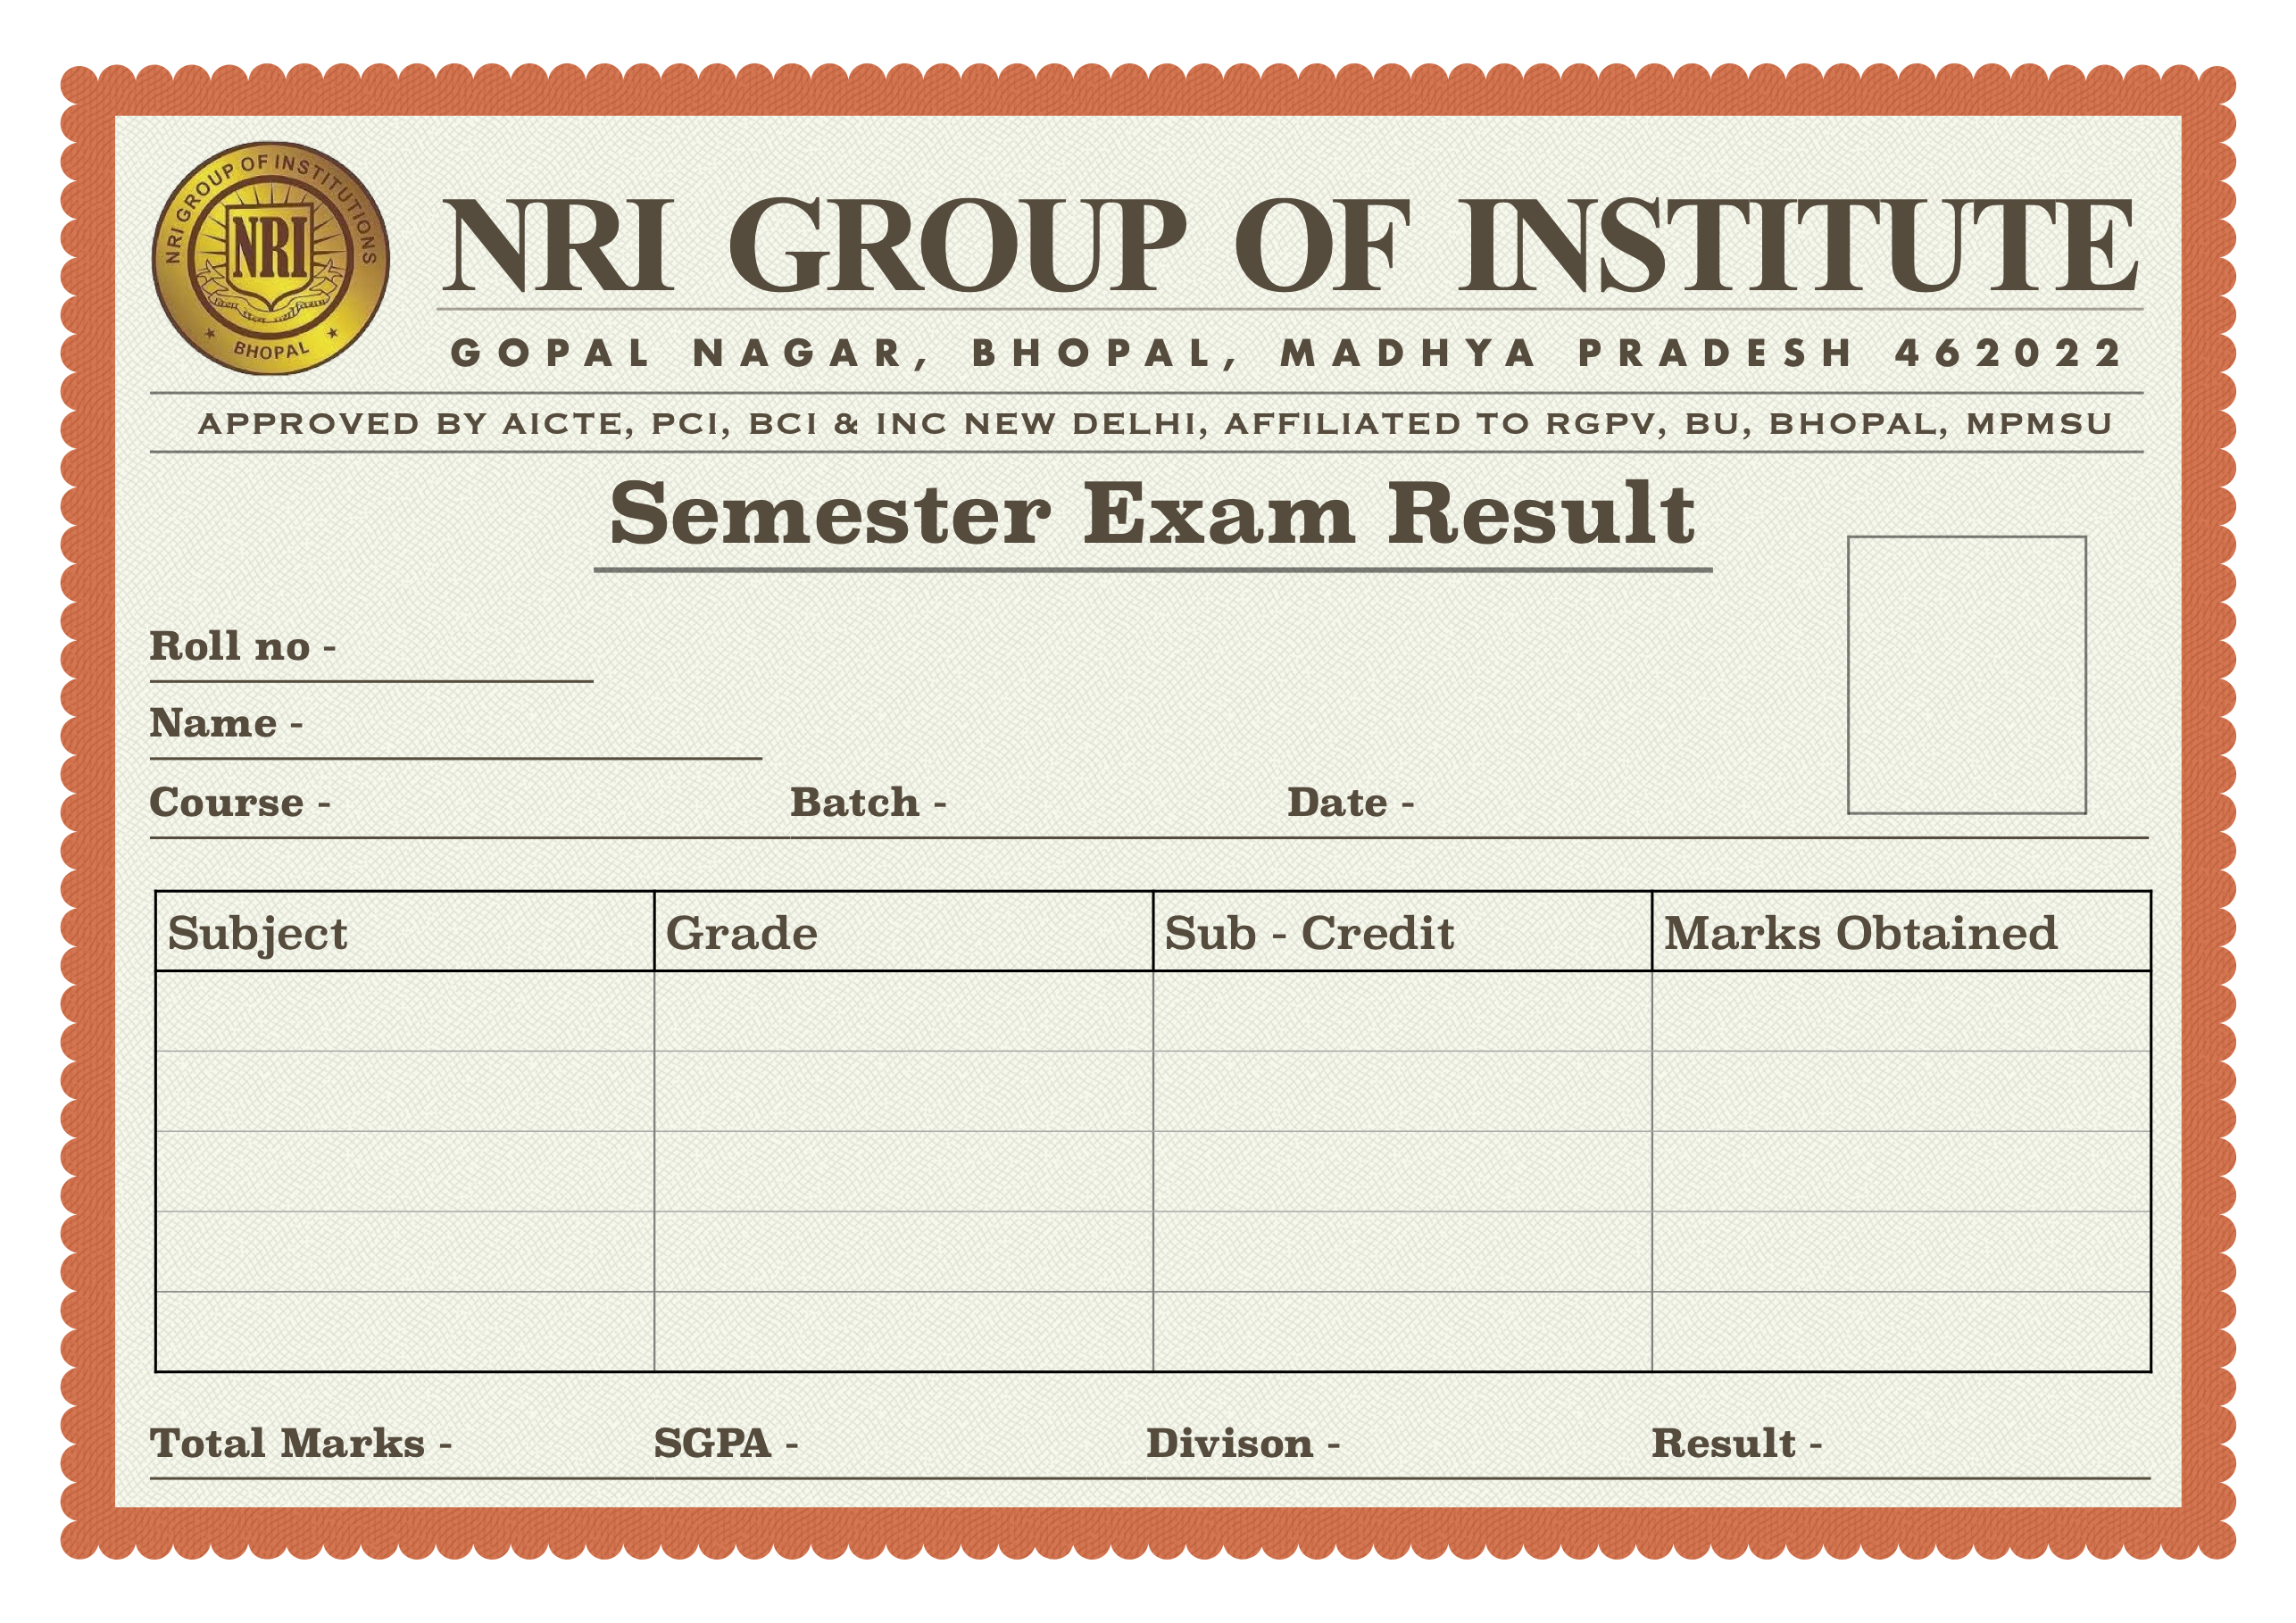 NRI GROUP OF INSTITUTIONS
NRI
BHOPAL
NRI GROUP OF INSTITUTE
GOPAL NAGAR, BHOPAL, MADHYA PRADESH 462022
APPROVED BY AICTE, PCI, BCI & INC NEW DELHI, AFFILIATED TO RGPV, BU, BHOPAL, MPMSU
Semester Exam Result
Roll no -
Name -
Course - Batch - Date -
Subject Grade Sub - Credit Marks Obtained
Total Marks - SGPA - Divison - Result -